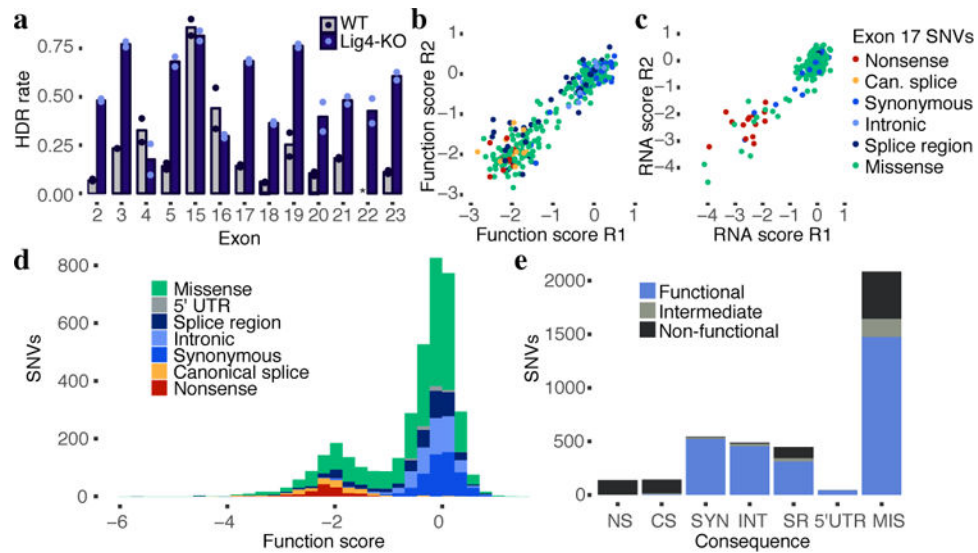 a
WT
Lig4-KO
HDR rate
0.75
0.50
0.25
0.00
*
2 3 4 5 15 16 17 18 19 20 21 22 23
Exon
b
Function score R2
1
0
−1
−2
−3
−3 −2 −1 0 1
Function score R1
c
RNA score R2
1
0
−1
−2
−3
−4
−4 −3 −2 −1 0 1
RNA score R1
Exon 17 SNVs
Nonsense
Can. splice
Synonymous
Intronic
Splice region
Missense
d
SNVs
800
600
400
200
0
Missense
5' UTR
Splice region
Intronic
Synonymous
Canonical splice
Nonsense
−6 −4 −2 0
Function score
e
SNVs
2000
1500
1000
500
0
Functional
Intermediate
Non-functional
NS CS SYN INT SR 5'UTR MIS
Consequence